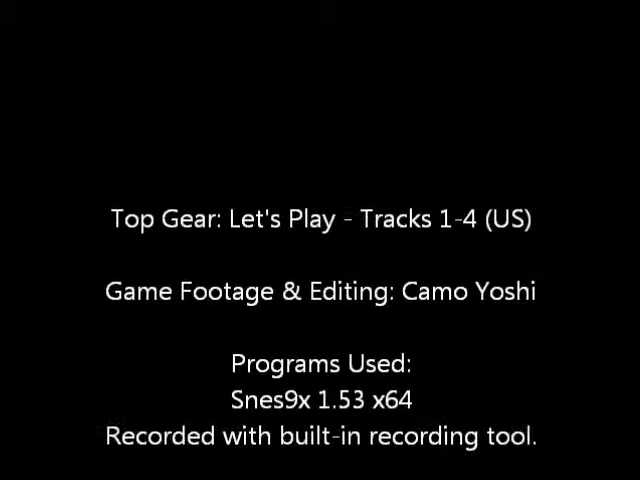 Top Gear: Let's Play - Tracks 1-4 (US)
Game Footage & Editing: Camo Yoshi
Programs Used:
Snes9x 1.53 x64
Recorded with built-in recording tool.